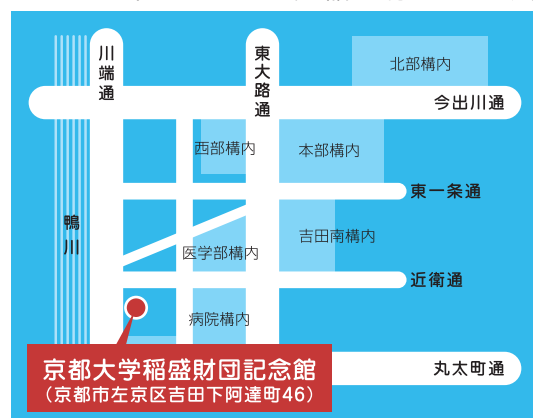 川端通
東大路通
北部構内
今出川通
西部構内
本部構内
東一条通
鴨川
吉田南構内
医学部構内
近衛通
病院構内
京都大学稲盛財団記念館
（京都市左京区吉田下阿達町46）
丸太町通